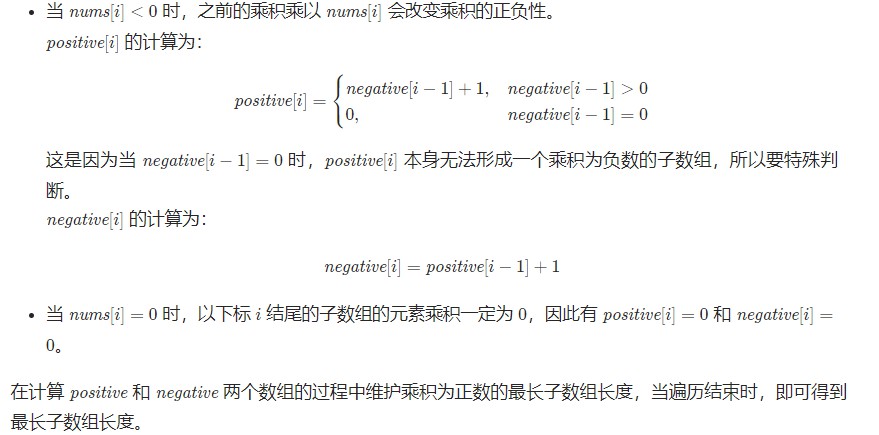 • 当 nums[i] < 0 时，之前的乘积乘以 nums[i] 会改变乘积的正负性。
positive[i] 的计算为：
positive[i] = { negative[i − 1] + 1, negative[i − 1] > 0
0, negative[i − 1] = 0
这是因为当 negative[i − 1] = 0 时，positive[i] 本身无法形成一个乘积为负数的子数组，所以要特殊判
断。
negative[i] 的计算为：
negative[i] = positive[i − 1] + 1
• 当 nums[i] = 0 时，以下标 i 结尾的子数组的元素乘积一定为 0，因此有 positive[i] = 0 和 negative[i] =
0。
在计算 positive 和 negative 两个数组的过程中维护乘积为正数的最长子数组长度，当遍历结束时，即可得到
最长子数组长度。